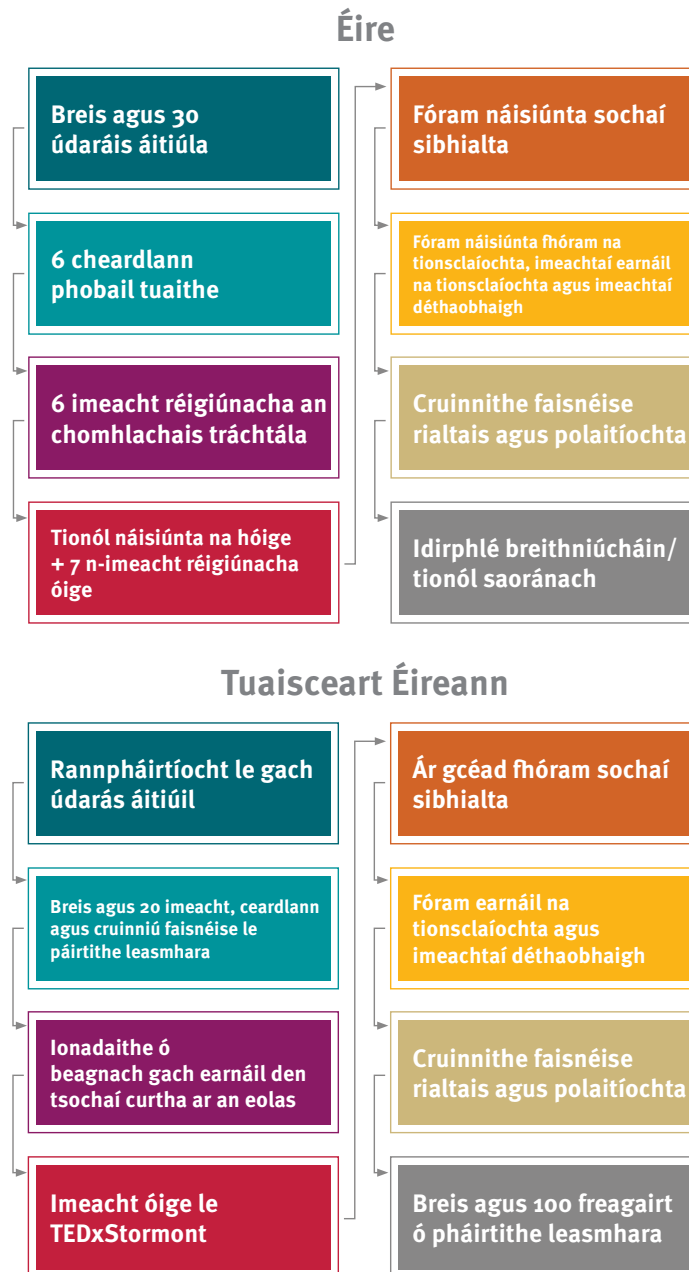 Éire
Breis agus 30
údaráis áitiúla
6 cheardlann
phobail tuaithe
6 imeacht réigiúnacha an
chomhlachais tráchtála
Tionól náisiúnta na hóige
+ 7 n-imeacht réigiúnacha
óige
Fóram náisiúnta sochaí
sibhialta
Fóram náisiúnta fhóram na
tionsclaíochta, imeachtaí earnáil
na tionsclaíochta agus imeachtaí
déthaobhaigh
Cruinnithe faisnéise
rialtais agus polaitíochta
Idirphlé breithniúcháin/
tionól saoránach
Tuaisceart Éireann
Rannpháirtíocht le gach
údarás áitiúil
Breis agus 20 imeacht, ceardlann
agus cruinniú faisnéise le
páirtithe leasmhara
Ionadaithe ó
beagnach gach earnáil den
tsochaí curtha ar an eolas
Imeacht óige le
TEDxStormont
Ár gcéad fhóram sochaí
sibhialta
Fóram earnáil na
tionsclaíochta agus
imeachtaí déthaobhaigh
Cruinnithe faisnéise
rialtais agus polaitíochta
Breis agus 100 freagairt
ó pháirtithe leasmhara